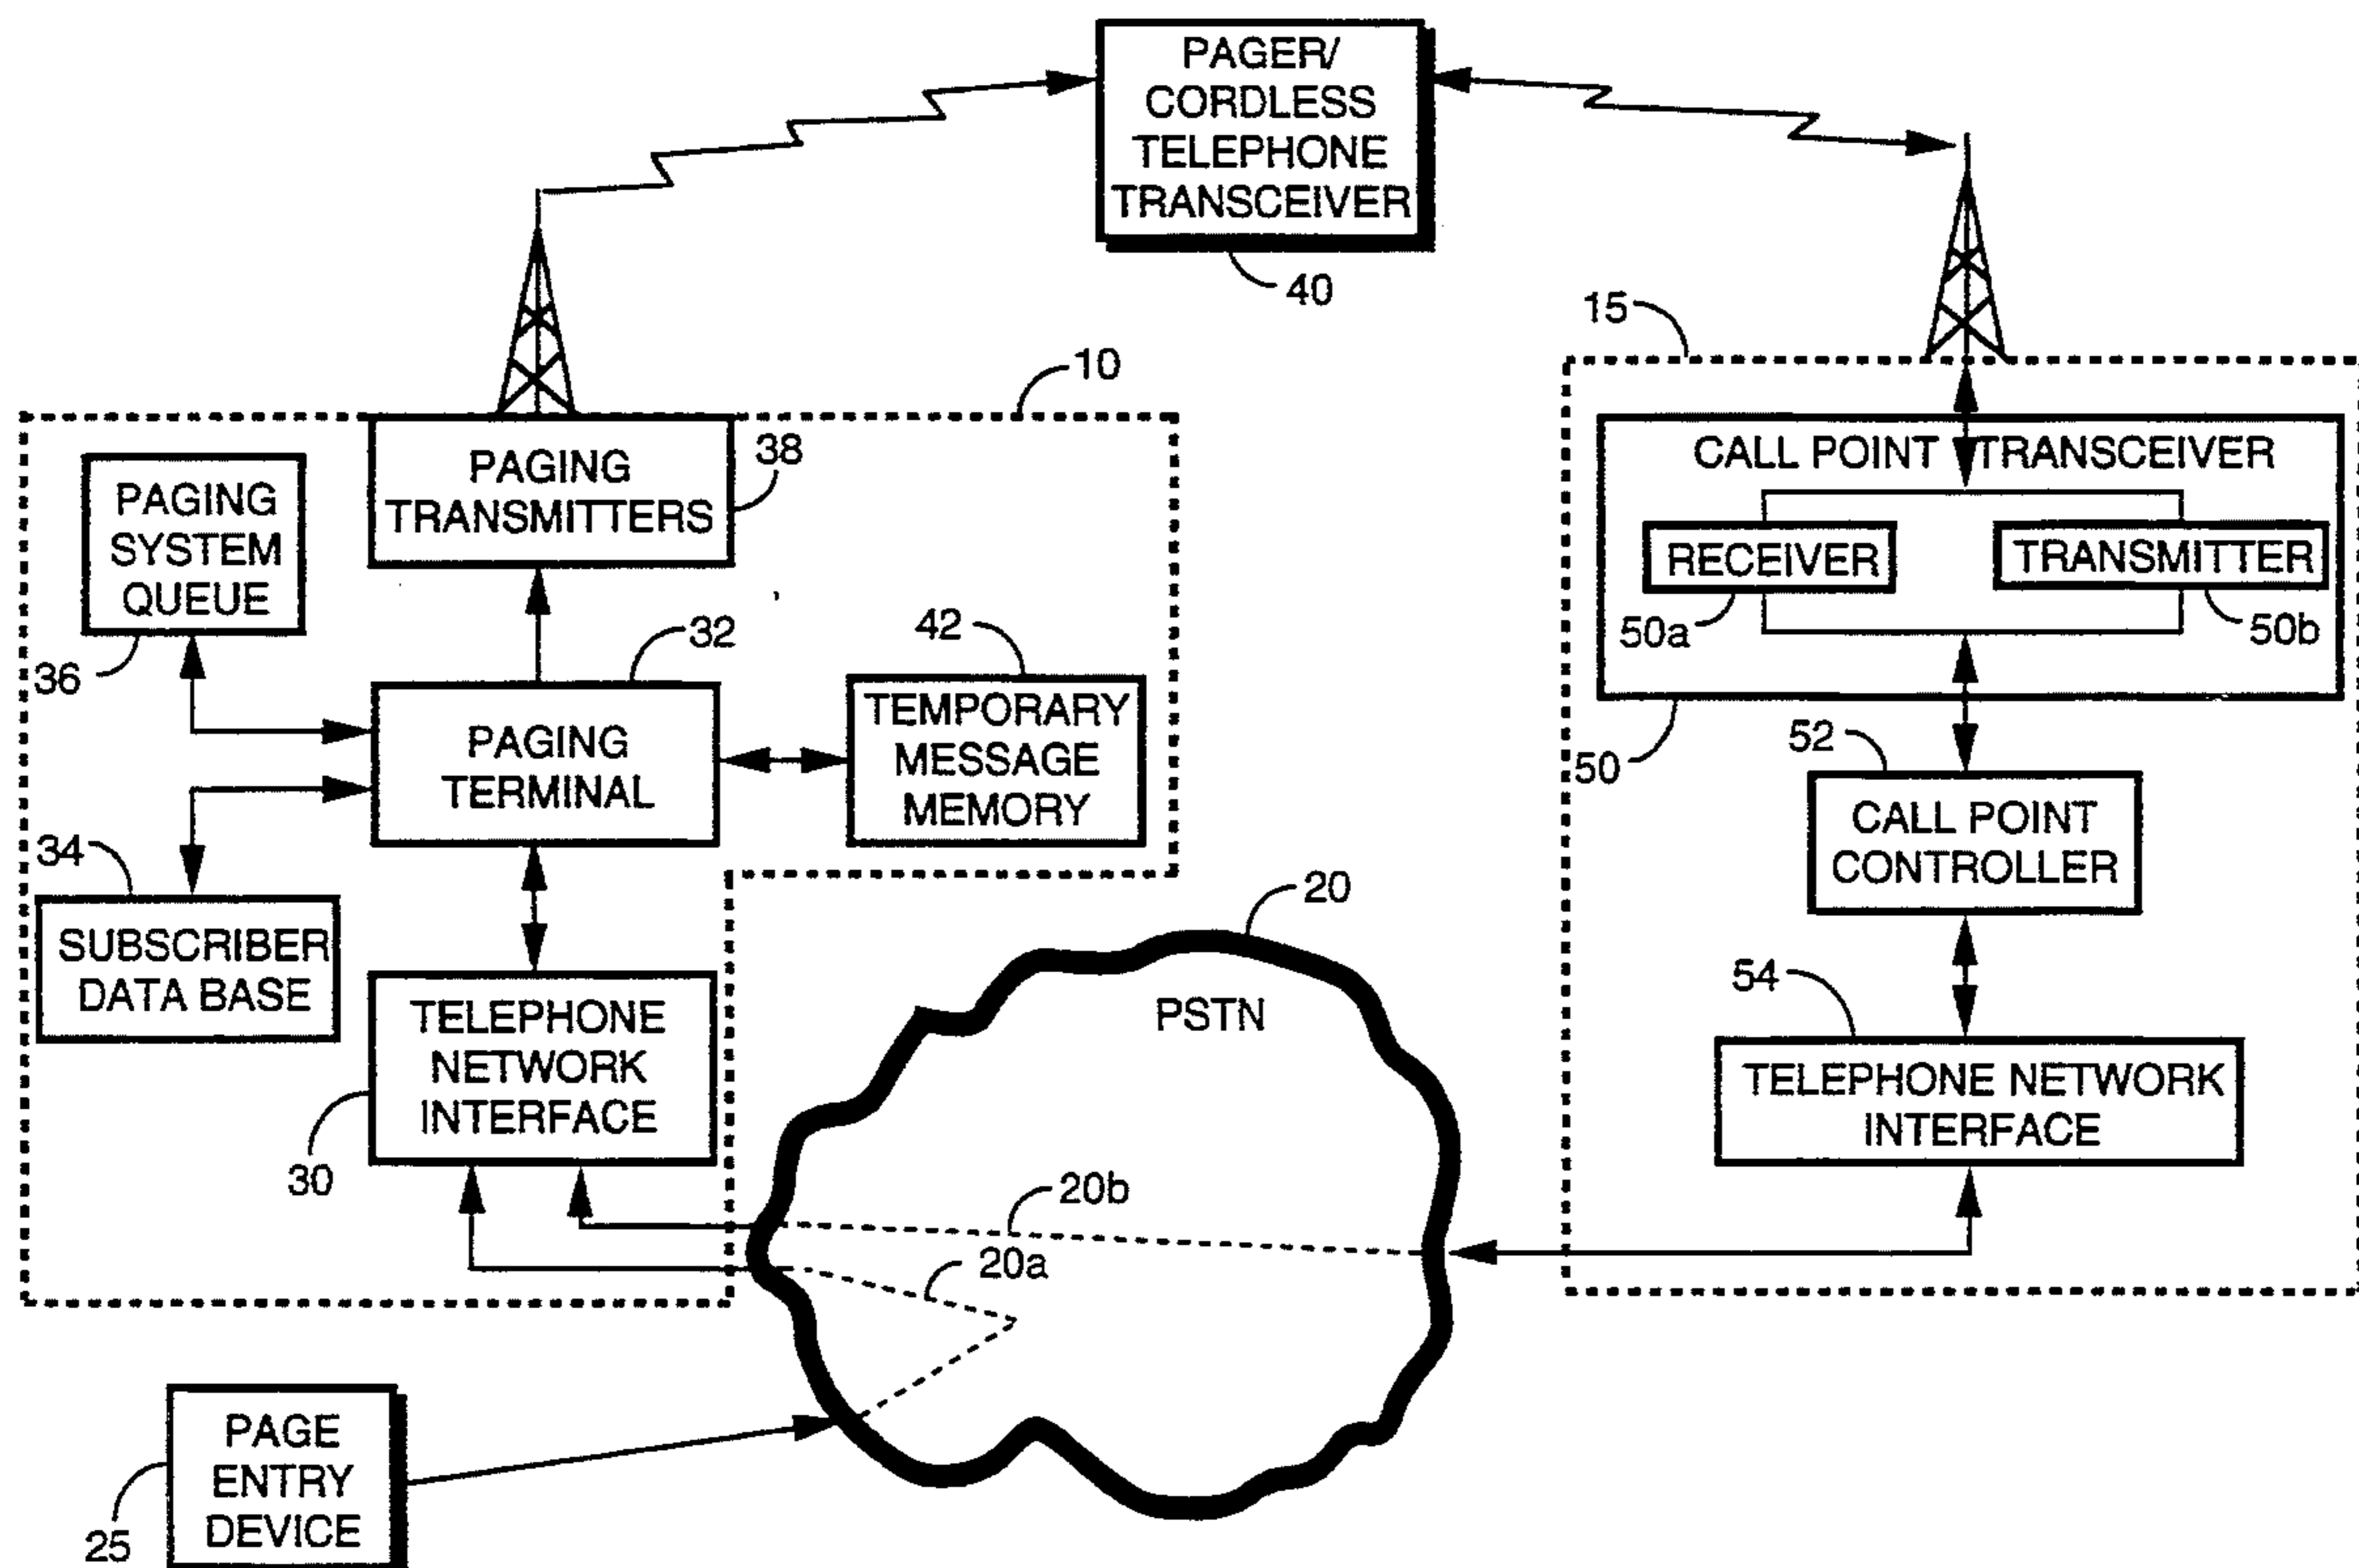 PAGER/
CORDLESS
TELEPHONE
TRANSCEIVER
40
15
10
PAGING
TRANSMITTERS
38
PAGING
SYSTEM
QUEUE
36
CALL POINT TRANSCEIVER
RECEIVER
TRANSMITTER
50a
50b
50
32
42
PAGING
TERMINAL
TEMPORARY
MESSAGE
MEMORY
52
CALL POINT
CONTROLLER
34
SUBSCRIBER
DATA BASE
20
PSTN
TELEPHONE
NETWORK
INTERFACE
30
54
TELEPHONE NETWORK
INTERFACE
20b
20a
PAGE
ENTRY
DEVICE
25